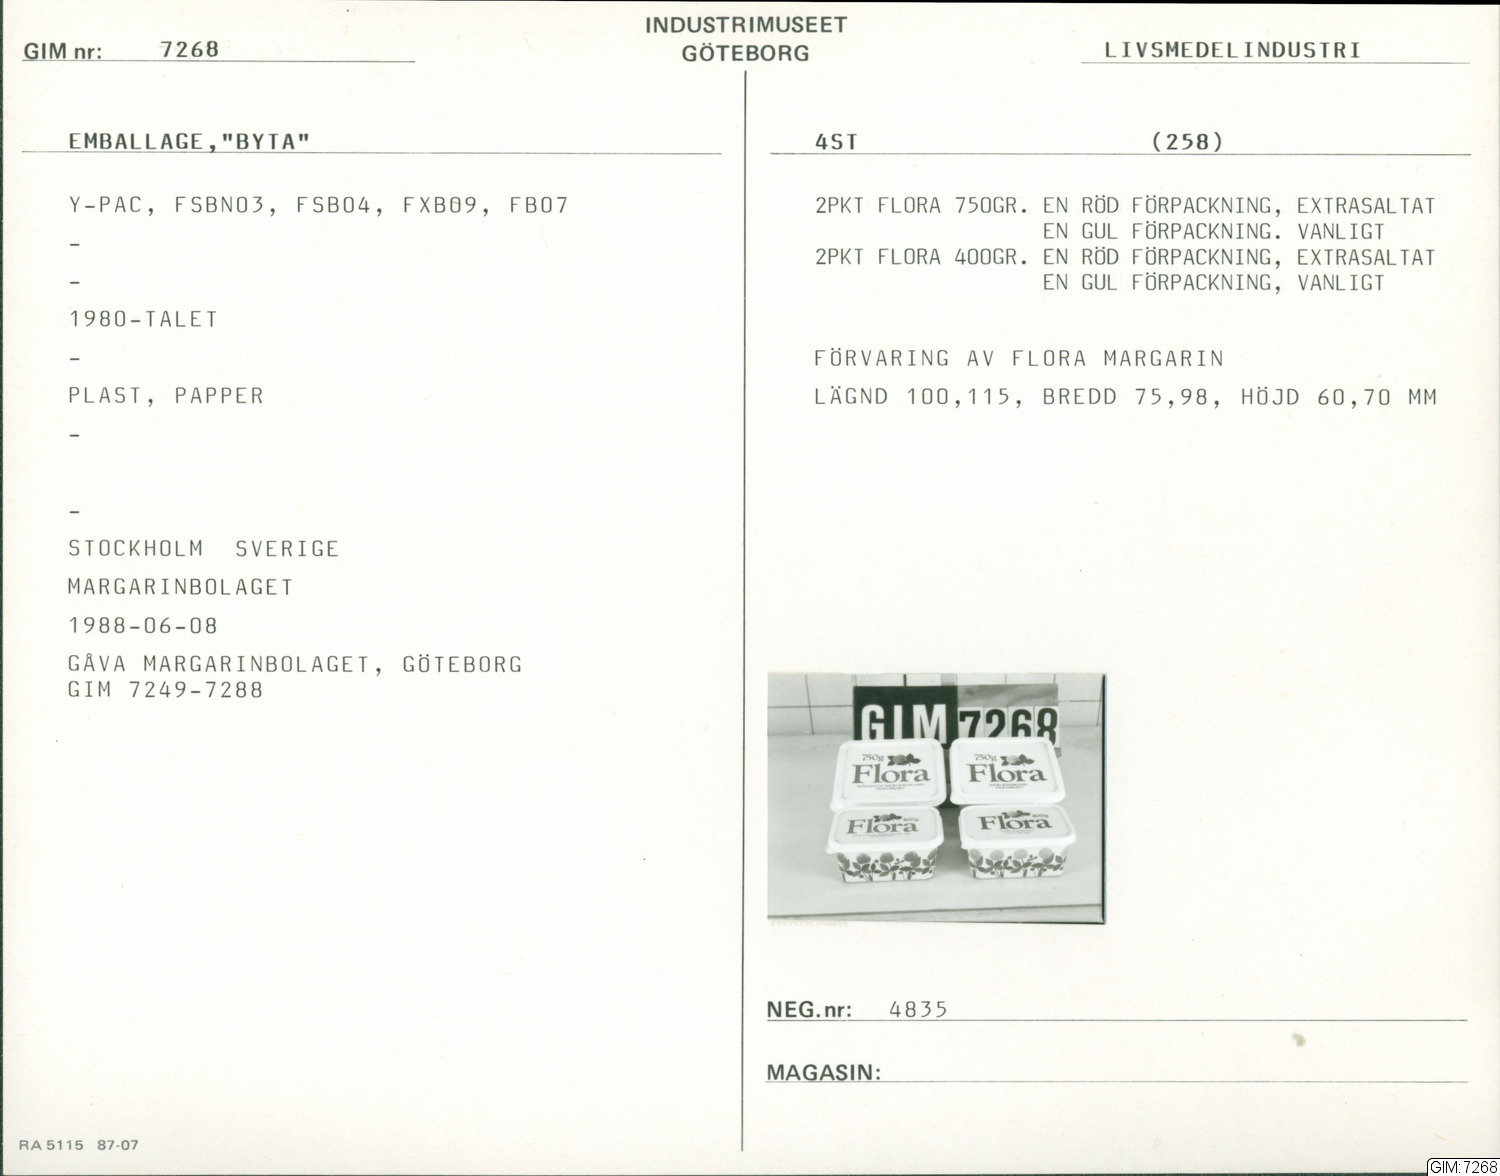 INDUSTRIMUSEET
GÖTEBORG
GIM nr: 7268
LIVSMEDELINDUSTRI
EMBALLAGE,"BYTA"
Y-PAC, FSBN03, FSB04, FXB09, FB07
-
-
1980-TALET
-
PLAST, PAPPER
-
-
STOCKHOLM SVERIGE
MARGARINBOLAGET
1988-06-08
GÅVA MARGARINBOLAGET, GÖTEBORG
GIM 7249-7288
4ST (258)
2PKT FLORA 750GR. EN RÖD FÖRPACKNING, EXTRASALTAT
EN GUL FÖRPACKNING. VANLIGT
2PKT FLORA 400GR. EN RÖD FÖRPACKNING, EXTRASALTAT
EN GUL FÖRPACKNING, VANLIGT
FÖRVARING AV FLORA MARGARIN
LÄGND 100,115, BREDD 75,98, HÖJD 60,70 MM
GIM 7268
750g
Flora
750g
Flora
400g
Flora
400g
Flora
NEG.nr: 4835
MAGASIN:
RA 5115 87-07
GIM:7268